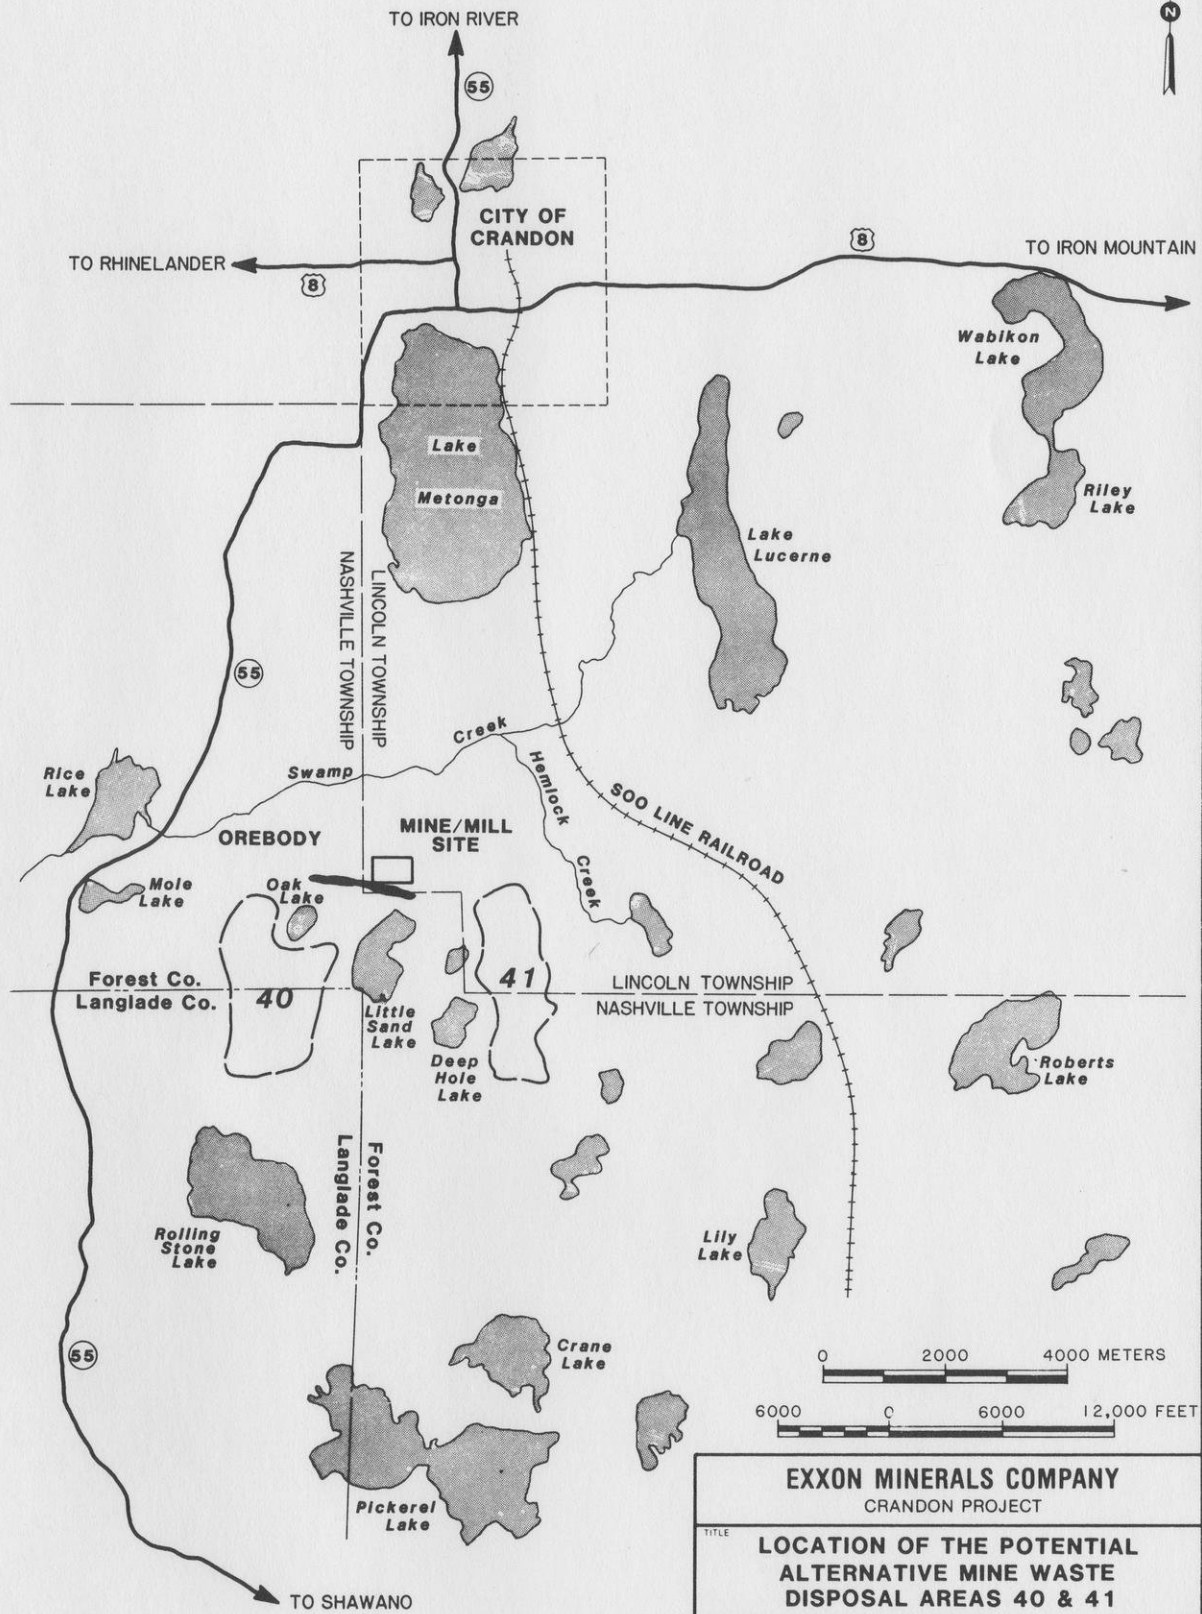 TO IRON RIVER
N
55
CITY OF
CRANDON
8
TO IRON MOUNTAIN
TO RHINELANDER
8
Wabikon
Lake
Lake
Metonga
Riley
Lake
Lake
Lucerne
NASHVILLE TOWNSHIP
LINCOLN TOWNSHIP
55
Swamp Creek
Hemlock Creek
Rice
Lake
SOO LINE RAILROAD
OREBODY
MINE/MILL
SITE
Mole
Lake
Oak
Lake
Forest Co.
Langlade Co.
40
41
LINCOLN TOWNSHIP
NASHVILLE TOWNSHIP
Little
Sand
Lake
Deep
Hole
Lake
Roberts
Lake
Forest Co.
Langlade Co.
Rolling
Stone
Lake
Lily
Lake
55
Crane
Lake
0 2000 4000 METERS
6000 0 6000 12,000 FEET
Pickerel
Lake
TO SHAWANO
EXXON MINERALS COMPANY
CRANDON PROJECT
TITLE
LOCATION OF THE POTENTIAL
ALTERNATIVE MINE WASTE
DISPOSAL AREAS 40 & 41